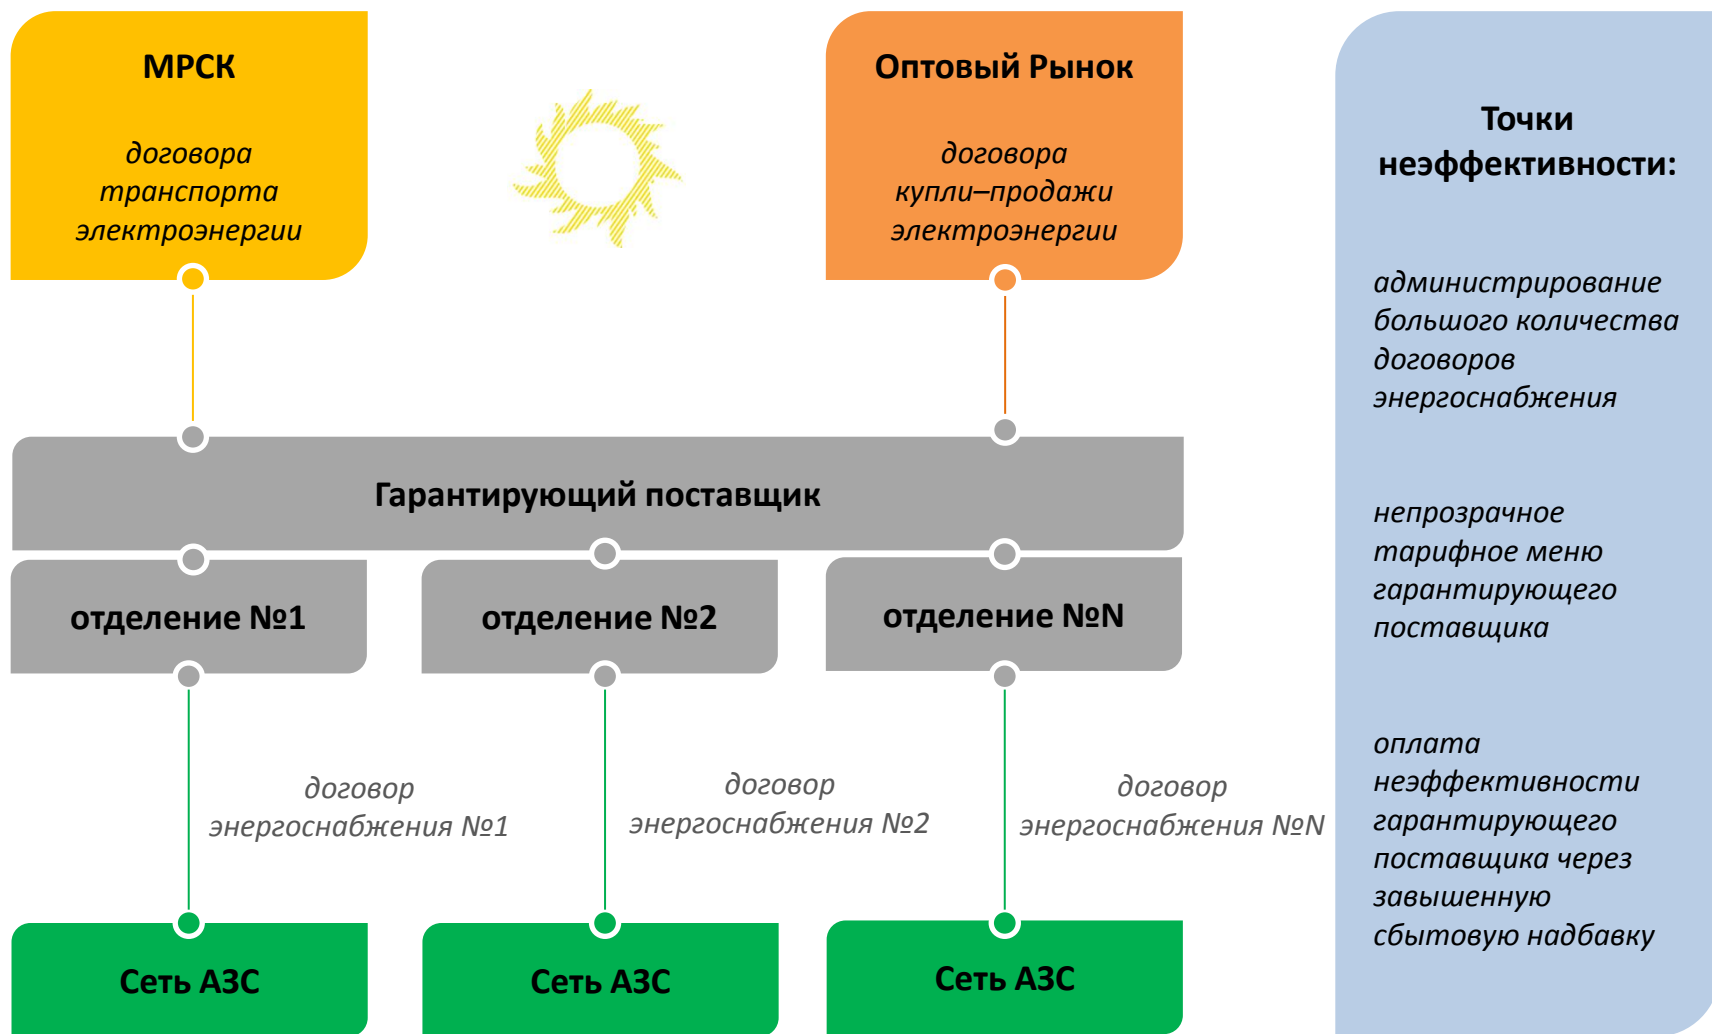 МРСК
договора
транспорта
электроэнергии
Оптовый Рынок
договора
купли–продажи
электроэнергии
Гарантирующий поставщик
отделение №1
отделение №2
отделение №N
договор
энергоснабжения №1
договор
энергоснабжения №2
договор
энергоснабжения №N
Сеть АЗС
Сеть АЗС
Сеть АЗС
Точки
неэффективности:
администрирование
большого количества
договоров
энергоснабжения
непрозрачное
тарифное меню
гарантирующего
поставщика
оплата
неэффективности
гарантирующего
поставщика через
завышенную
сбытовую надбавку